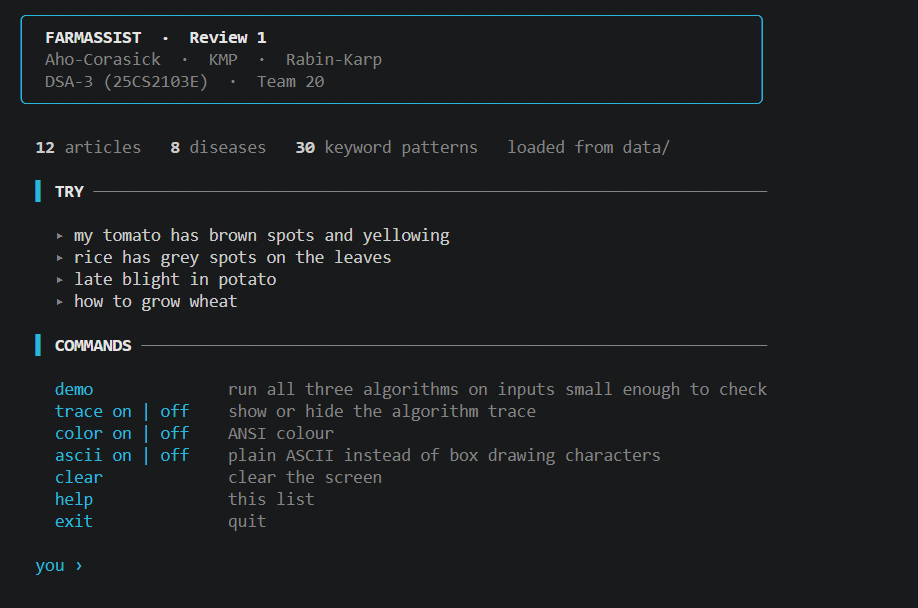 FARMASSIST · Review 1
Aho-Corasick · KMP · Rabin-Karp
DSA-3 (25CS2103E) · Team 20
12 articles 8 diseases 30 keyword patterns loaded from data/
TRY
▸ my tomato has brown spots and yellowing
▸ rice has grey spots on the leaves
▸ late blight in potato
▸ how to grow wheat
COMMANDS
demo run all three algorithms on inputs small enough to check
trace on | off show or hide the algorithm trace
color on | off ANSI colour
ascii on | off plain ASCII instead of box drawing characters
clear clear the screen
help this list
exit quit
you ›